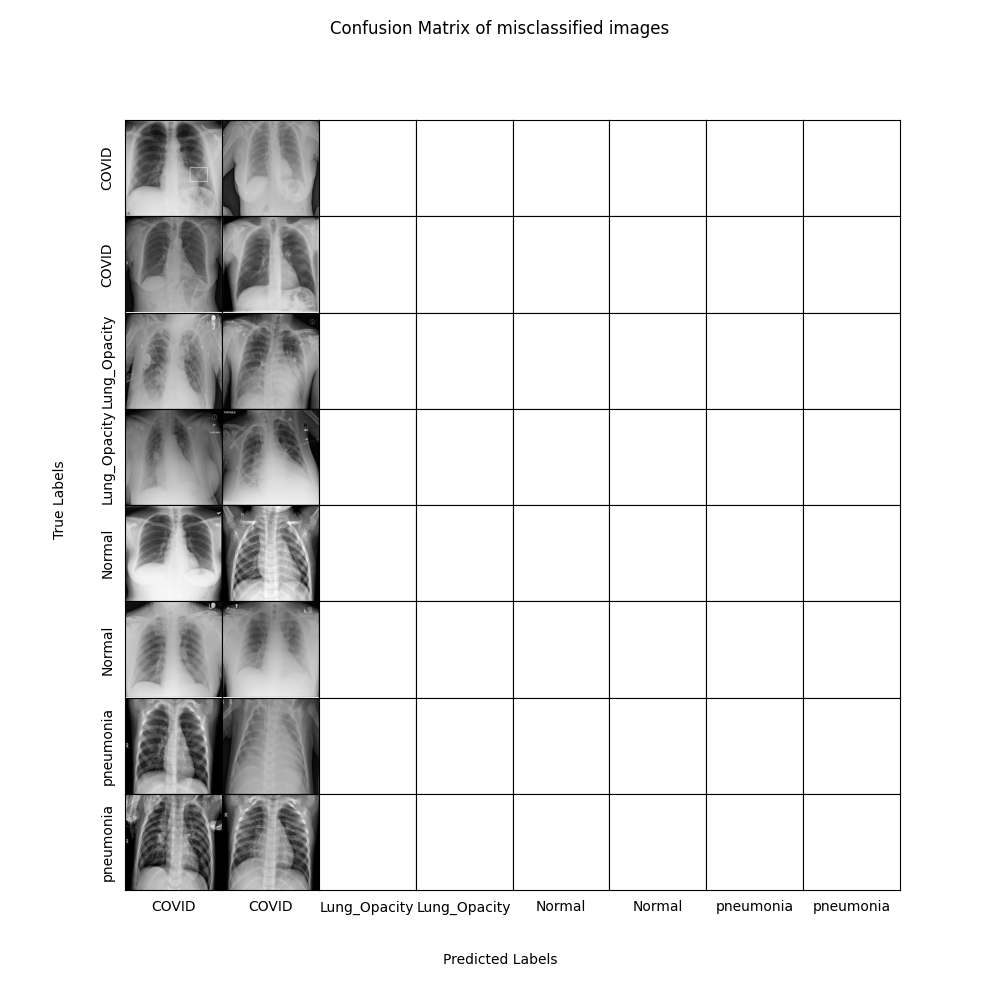 Confusion Matrix of misclassified images
True Labels
COVID
COVID
Lung_Opacity
Lung_Opacity
Normal
Normal
pneumonia
pneumonia
COVID COVID Lung_Opacity Lung_Opacity Normal Normal pneumonia pneumonia
Predicted Labels